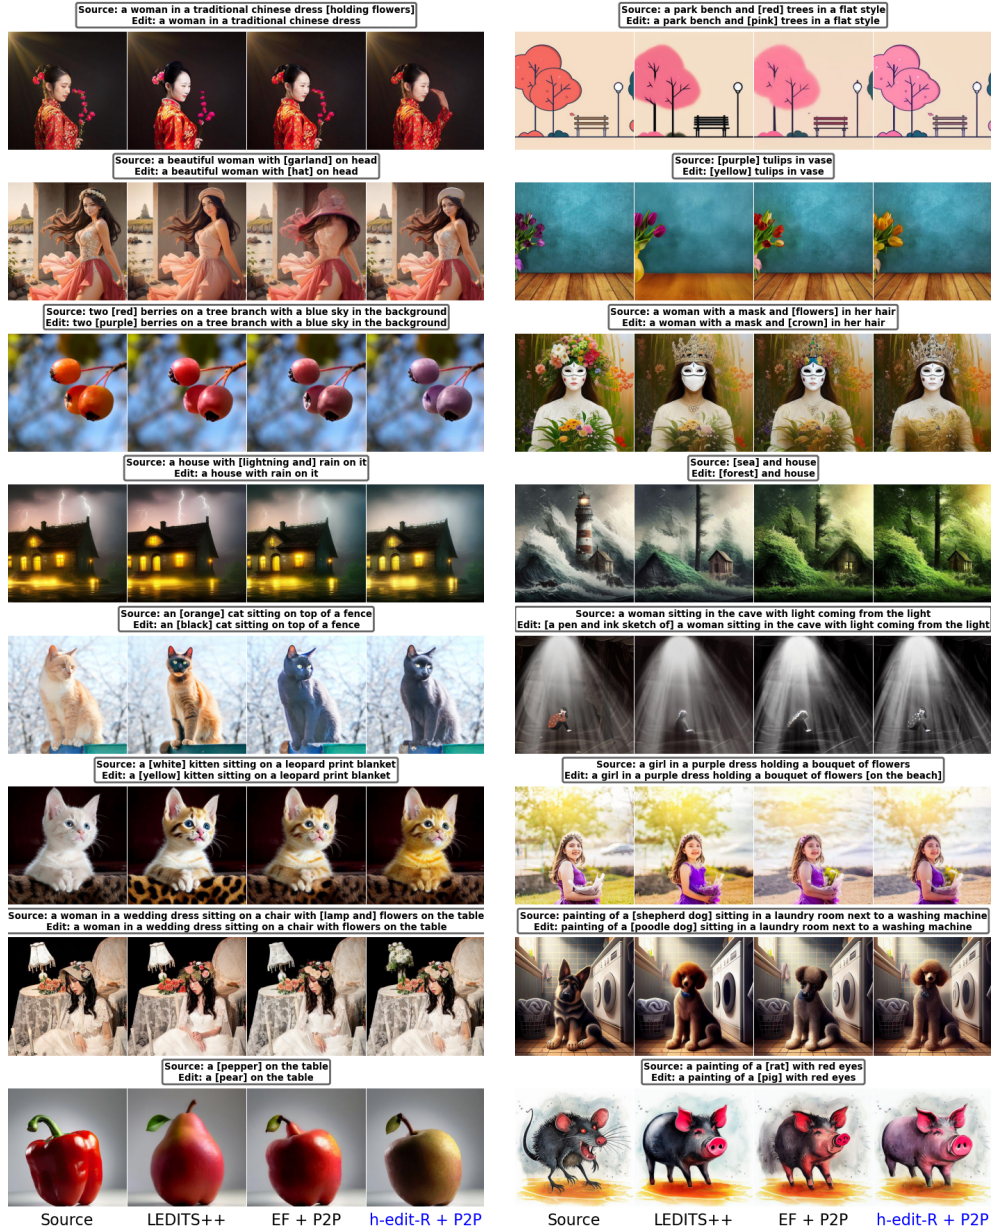 Source: a woman in a traditional chinese dress [holding flowers]
Edit: a woman in a traditional chinese dress
Source: a park bench and [red] trees in a flat style
Edit: a park bench and [pink] trees in a flat style
Source: a beautiful woman with [garland] on head
Edit: a beautiful woman with [hat] on head
Source: [purple] tulips in vase
Edit: [yellow] tulips in vase
Source: two [red] berries on a tree branch with a blue sky in the background
Edit: two [purple] berries on a tree branch with a blue sky in the background
Source: a woman with a mask and [flowers] in her hair
Edit: a woman with a mask and [crown] in her hair
Source: a house with [lightning and] rain on it
Edit: a house with rain on it
Source: [sea] and house
Edit: [forest] and house
Source: an [orange] cat sitting on top of a fence
Edit: an [black] cat sitting on top of a fence
Source: a woman sitting in the cave with light coming from the light
Edit: [a pen and ink sketch of] a woman sitting in the cave with light coming from the light
Source: a [white] kitten sitting on a leopard print blanket
Edit: a [yellow] kitten sitting on a leopard print blanket
Source: a girl in a purple dress holding a bouquet of flowers
Edit: a girl in a purple dress holding a bouquet of flowers [on the beach]
Source: a woman in a wedding dress sitting on a chair with [lamp and] flowers on the table
Edit: a woman in a wedding dress sitting on a chair with flowers on the table
Source: painting of a [shepherd dog] sitting in a laundry room next to a washing machine
Edit: painting of a [poodle dog] sitting in a laundry room next to a washing machine
Source: a [pepper] on the table
Edit: a [pear] on the table
Source: a painting of a [rat] with red eyes
Edit: a painting of a [pig] with red eyes
Source LEDITS++ EF + P2P h-edit-R + P2P
Source LEDITS++ EF + P2P h-edit-R + P2P